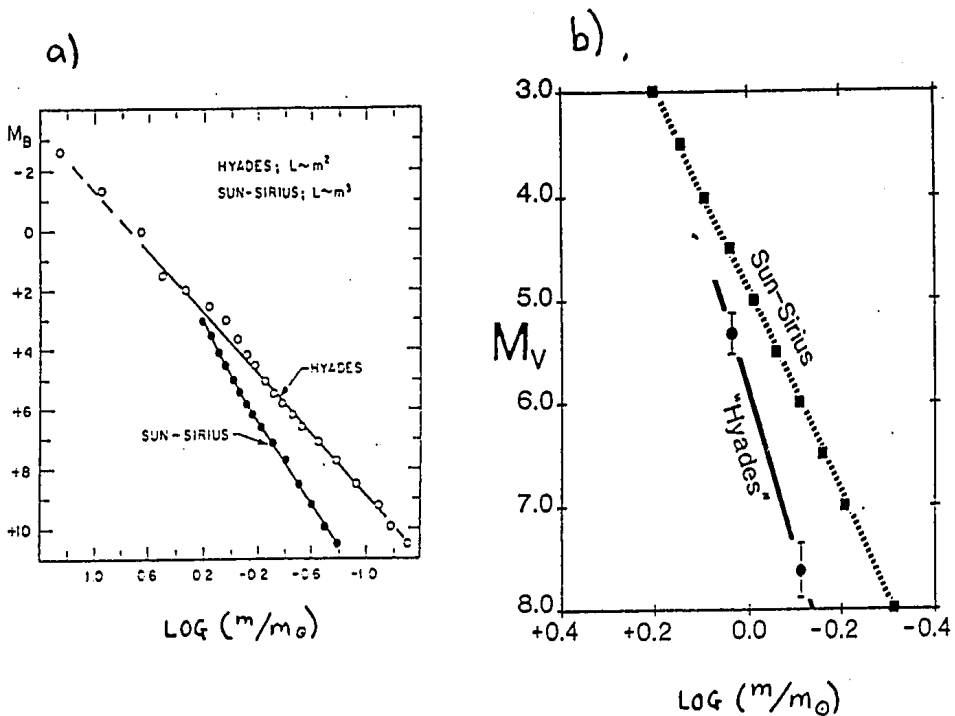 a)
M_B
-2
0
+2
+4
+6
+8
+10
HYADES; L~m²
SUN-SIRIUS; L~m³
HYADES
SUN-SIRIUS
1.0 0.6 0.2 -0.2 -0.6 -1.0
LOG (m/m⊙)
b)
3.0
4.0
5.0
6.0
7.0
8.0
M_V
Sun-Sirius
"Hyades"
+0.4 +0.2 0.0 -0.2 -0.4
LOG (m/m⊙)